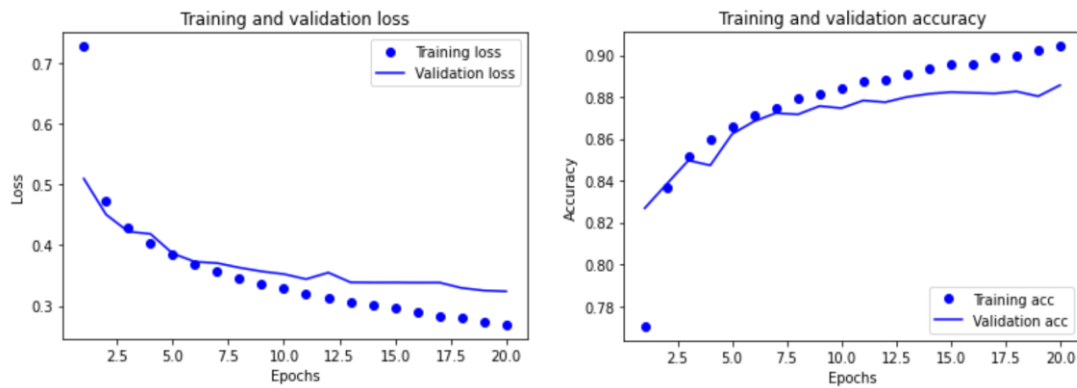 Training and validation loss
Training loss
Validation loss
0.7
0.6
0.5
0.4
0.3
Loss
2.5 5.0 7.5 10.0 12.5 15.0 17.5 20.0
Epochs
Training and validation accuracy
0.90
0.88
0.86
0.84
0.82
0.80
0.78
Accuracy
Training acc
Validation acc
2.5 5.0 7.5 10.0 12.5 15.0 17.5 20.0
Epochs